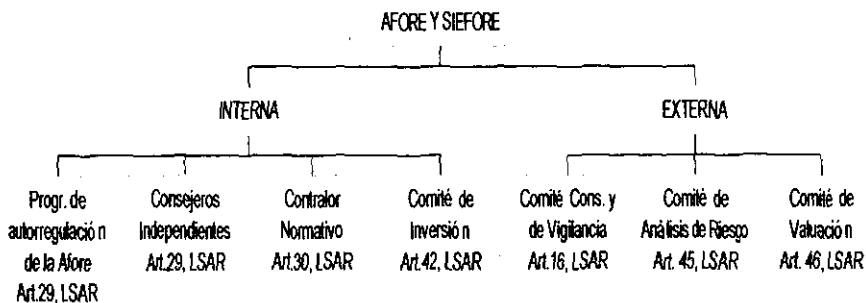 AFORE Y SIEFORE
INTERNA
EXTERNA
Progr. de
autorregulación
de la Afore
Art.29, LSAR
Consejeros
Independientes
Art.29, LSAR
Contralor
Normativo
Art.30, LSAR
Comité de
Inversión
Art.42, LSAR
Comité Cons. y
de Vigilancia
Art.16, LSAR
Comité de
Análisis de Riesgo
Art. 45, LSAR
Comité de
Valuación
Art. 46, LSAR